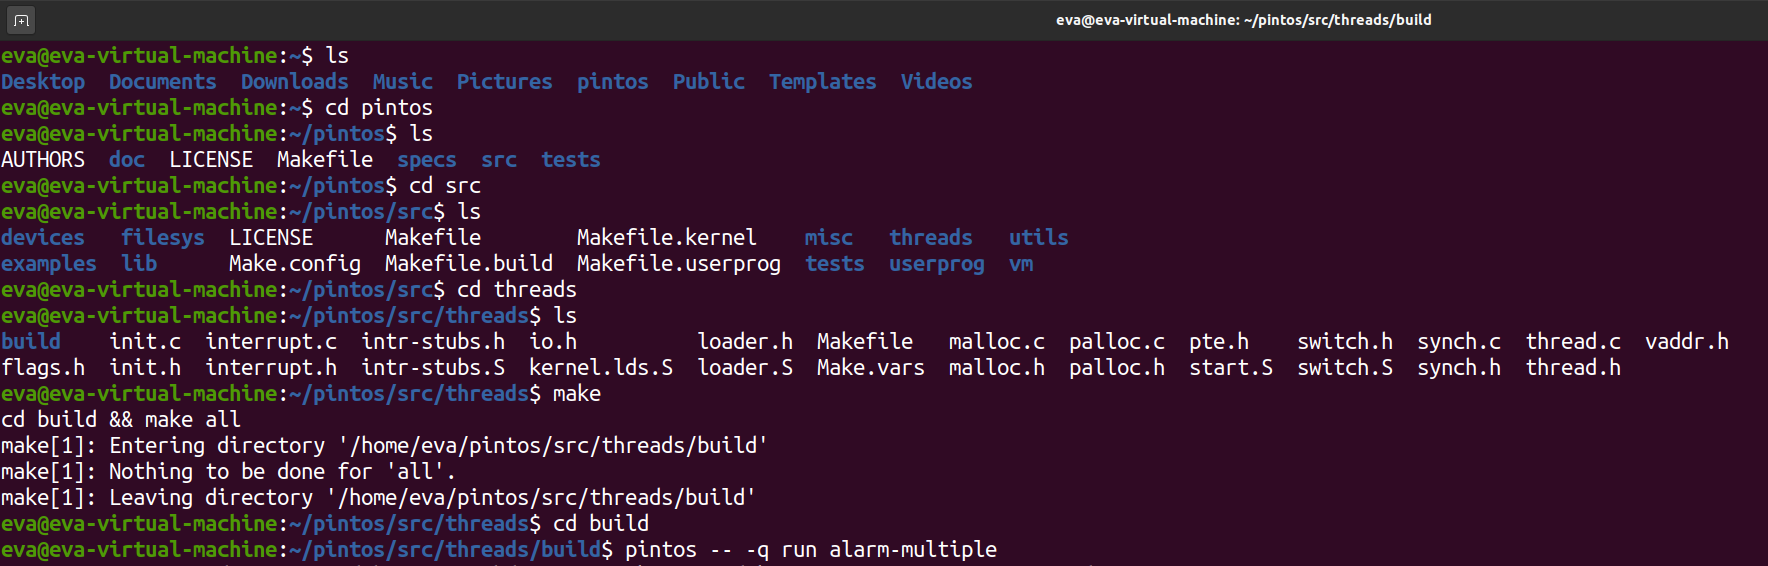 eva@eva-virtual-machine: ~/pintos/src/threads/build
eva@eva-virtual-machine:~$ ls
Desktop  Documents  Downloads  Music  Pictures  pintos  Public  Templates  Videos
eva@eva-virtual-machine:~$ cd pintos
eva@eva-virtual-machine:~/pintos$ ls
AUTHORS  doc  LICENSE  Makefile  specs  src  tests
eva@eva-virtual-machine:~/pintos$ cd src
eva@eva-virtual-machine:~/pintos/src$ ls
devices   filesys  LICENSE      Makefile        Makefile.kernel    misc   threads   utils
examples  lib      Make.config  Makefile.build  Makefile.userprog  tests  userprog  vm
eva@eva-virtual-machine:~/pintos/src$ cd threads
eva@eva-virtual-machine:~/pintos/src/threads$ ls
build    init.c  interrupt.c  intr-stubs.h  io.h          loader.h  Makefile   malloc.c  palloc.c  pte.h    switch.h  synch.c  thread.c  vaddr.h
flags.h  init.h  interrupt.h  intr-stubs.S  kernel.lds.S  loader.S  Make.vars  malloc.h  palloc.h  start.S  switch.S  synch.h  thread.h
eva@eva-virtual-machine:~/pintos/src/threads$ make
cd build && make all
make[1]: Entering directory '/home/eva/pintos/src/threads/build'
make[1]: Nothing to be done for 'all'.
make[1]: Leaving directory '/home/eva/pintos/src/threads/build'
eva@eva-virtual-machine:~/pintos/src/threads$ cd build
eva@eva-virtual-machine:~/pintos/src/threads/build$ pintos -- -q run alarm-multiple